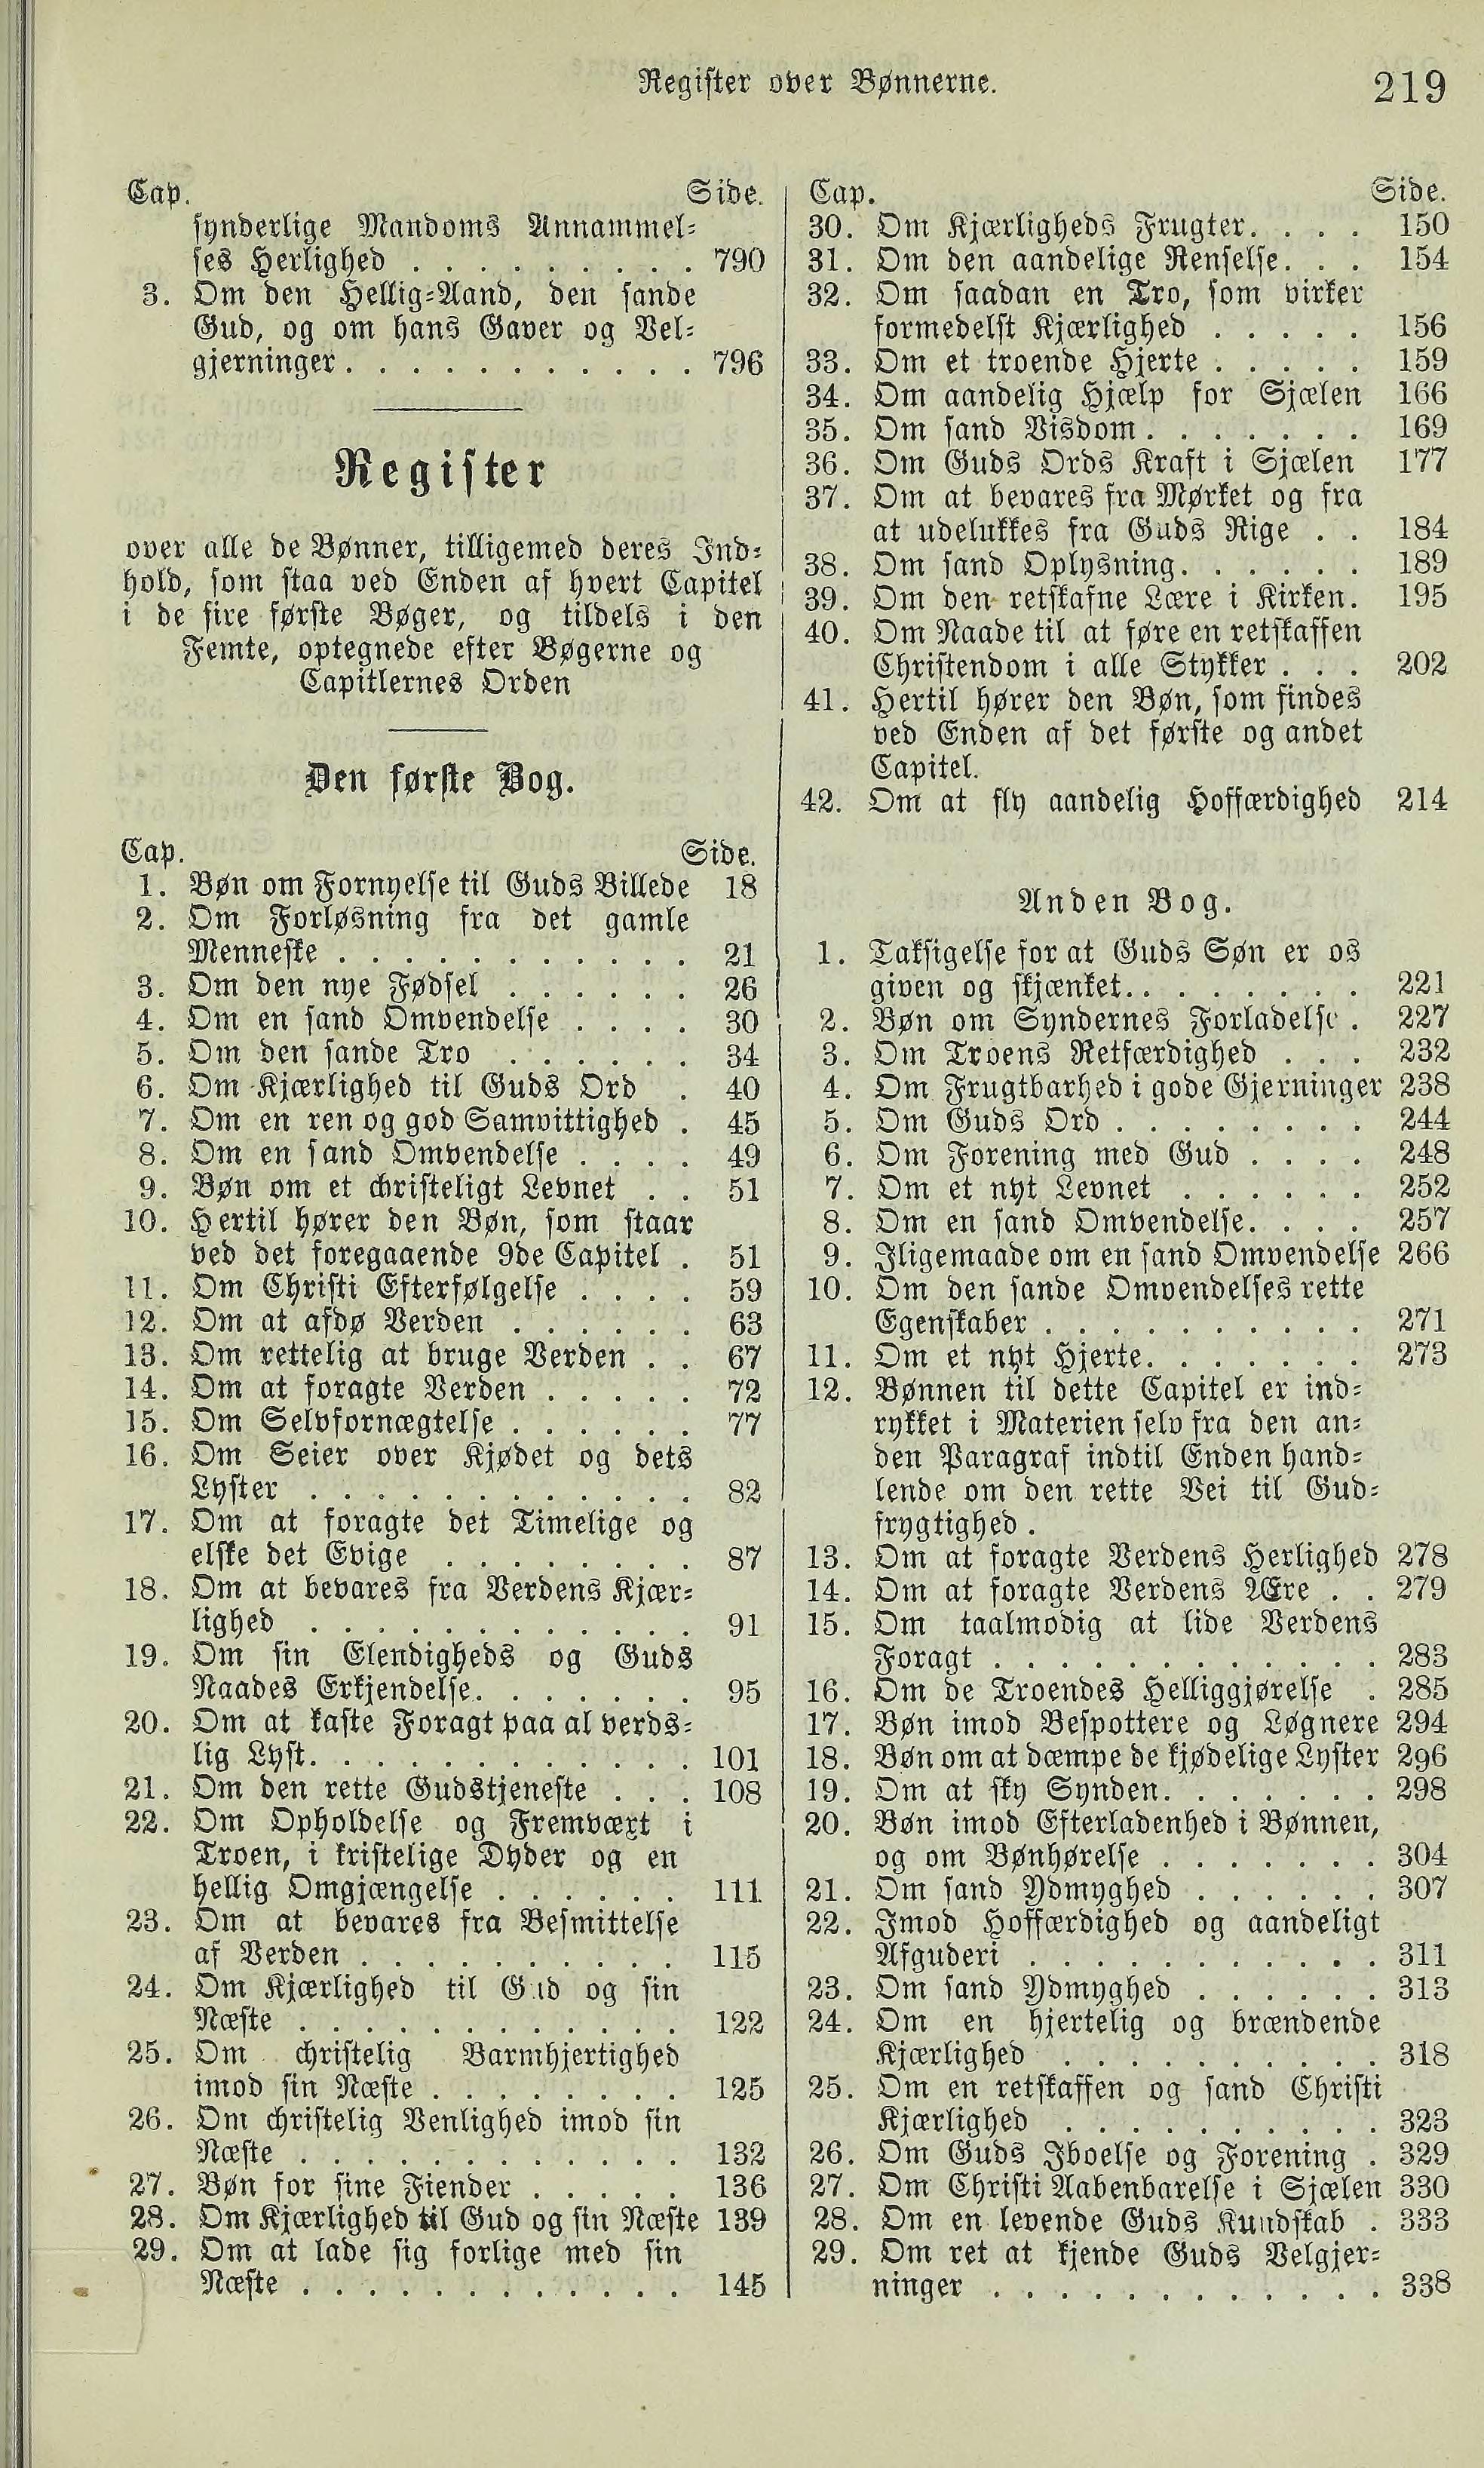 Register over Bønnerne.
219
Cap. Side.
synderlige Mandoms Annammel-
ses Herlighed . . . . . . . . . 790
3. Om den Hellig-Aand, den sande
Gud, og om hans Gaver og Vel-
gjerninger . . . . . . . . . . . 796
Register
over alle de Bønner, tilligemed deres Ind-
hold, som staa ved Enden af hvert Capitel
i de fire første Bøger, og tildels i den
Femte, optegnede efter Bøgerne og
Capitlernes Orden
Den første Bog.
Cap. Side.
1. Bøn om Fornyelse til Guds Billede 18
2. Om Forløsning fra det gamle
Menneske . . . . . . . . . . . 21
3. Om den nye Fødsel . . . . . . 26
4. Om en sand Omvendelse . . . . 30
5. Om den sande Tro . . . . . . 34
6. Om Kjærlighed til Guds Ord . 40
7. Om en ren og god Samvittighed . 45
8. Om en sand Omvendelse . . . . 49
9. Bøn om et christeligt Levnet . . 51
10. Hertil hører den Bøn, som staar
ved det foregaaende 9de Capitel . 51
11. Om Christi Efterfølgelse . . . . 59
12. Om at afdø Verden . . . . . . 63
13. Om rettelig at bruge Verden . . 67
14. Om at foragte Verden . . . . . 72
15. Om Selvfornægtelse . . . . . . 77
16. Om Seier over Kjødet og dets
Lyster . . . . . . . . . . . . 82
17. Om at foragte det Timelige og
elske det Evige . . . . . . . . 87
18. Om at bevares fra Verdens Kjær-
lighed . . . . . . . . . . . . 91
19. Om sin Elendigheds og Guds
Naades Erkjendelse. . . . . . . 95
20. Om at kaste Foragt paa al verds-
lig Lyst. . . . . . . . . . . . 101
21. Om den rette Gudstjeneste . . . 108
22. Om Opholdelse og Fremvæxt i
Troen, i kristelige Dyder og en
hellig Omgjængelse . . . . . . 111
23. Om at bevares fra Besmittelse
af Verden . . . . . . . . . . 115
24. Om Kjærlighed til Gud og sin
Næste . . . . . . . . . . . . 122
25. Om christelig Barmhjertighed
imod sin Næste . . . . . . . . 125
26. Om christelig Venlighed imod sin
Næste . . . . . . . . . . . . 132
27. Bøn for sine Fiender . . . . . 136
28. Om Kjærlighed til Gud og sin Næste 139
29. Om at lade sig forlige med sin
Næste . . . . . . . . . . . . 145
Cap. Side.
30. Om Kjærligheds Frugter. . . . 150
31. Om den aandelige Renselse. . . 154
32. Om saadan en Tro, som virker
formedelst Kjærlighed . . . . . 156
33. Om et troende Hjerte . . . . . 159
34. Om aandelig Hjælp for Sjælen 166
35. Om sand Visdom . . . . . . . 169
36. Om Guds Ords Kraft i Sjælen 177
37. Om at bevares fra Mørket og fra
at udelukkes fra Guds Rige . . 184
38. Om sand Oplysning. . . . . . 189
39. Om den retskafne Lære i Kirken. 195
40. Om Naade til at føre en retskaffen
Christendom i alle Stykker . . . 202
41. Hertil hører den Bøn, som findes
ved Enden af det første og andet
Capitel.
42. Om at fly aandelig Hoffærdighed 214
Anden Bog.
1. Taksigelse for at Guds Søn er os
given og skjænket. . . . . . . . 221
2. Bøn om Syndernes Forladelse . 227
3. Om Troens Retfærdighed . . . 232
4. Om Frugtbarhed i gode Gjerninger 238
5. Om Guds Ord . . . . . . . . 244
6. Om Forening med Gud . . . . 248
7. Om et nyt Levnet . . . . . . 252
8. Om en sand Omvendelse. . . . 257
9. Iligemaade om en sand Omvendelse 266
10. Om den sande Omvendelses rette
Egenskaber . . . . . . . . . . 271
11. Om et nyt Hjerte. . . . . . . 273
12. Bønnen til dette Capitel er ind-
rykket i Materien selv fra den an-
den Paragraf indtil Enden hand-
lende om den rette Vei til Gud-
frygtighed .
13. Om at foragte Verdens Herlighed 278
14. Om at foragte Verdens Ære . . 279
15. Om taalmodig at lide Verdens
Foragt . . . . . . . . . . . . 283
16. Om de Troendes Helliggjørelse . 285
17. Bøn imod Bespottere og Løgnere 294
18. Bøn om at dæmpe de kjødelige Lyster 296
19. Om at sky Synden. . . . . . . 298
20. Bøn imod Efterladenhed i Bønnen,
og om Bønhørelse . . . . . . . 304
21. Om sand Ydmyghed . . . . . . 307
22. Imod Hoffærdighed og aandeligt
Afguderi . . . . . . . . . . . 311
23. Om sand Ydmyghed . . . . . . 313
24. Om en hjertelig og brændende
Kjærlighed . . . . . . . . . . 318
25. Om en retskaffen og sand Christi
Kjærlighed . . . . . . . . . . 323
26. Om Guds Iboelse og Forening . 329
27. Om Christi Aabenbarelse i Sjælen 330
28. Om en levende Guds Kundskab . 333
29. Om ret at kjende Guds Velgjer-
ninger . . . . . . . . . . . . 338